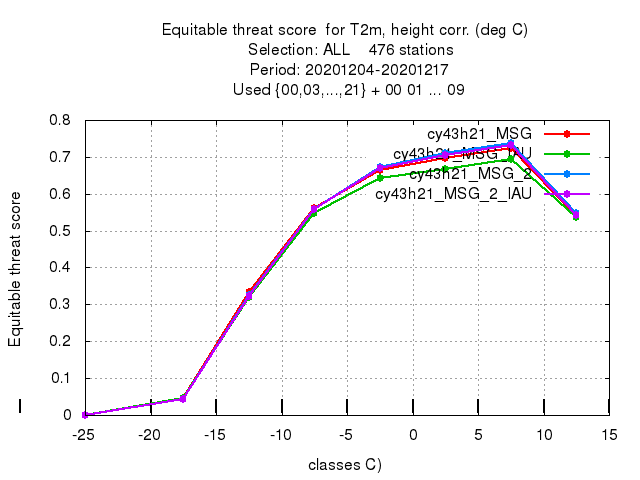 Equitable threat score  for T2m, height corr. (deg C)
Selection: ALL    476 stations
Period: 20201204-20201217
Used {00,03,...,21} + 00 01 ... 09
0.8
0.7
0.6
0.5
0.4
0.3
0.2
0.1
0
Equitable threat score
cy43h21_MSG
cy43h21_MSG_IAU
cy43h21_MSG_2
cy43h21_MSG_2_IAU
-25 -20 -15 -10 -5 0 5 10 15
classes C)